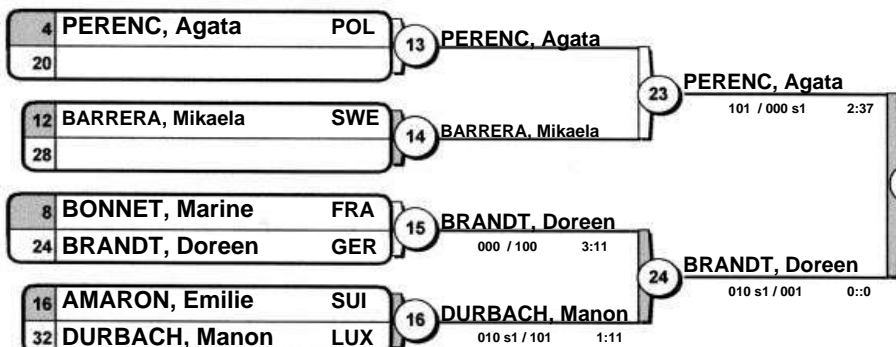 4 PERENC, Agata POL
20
13 PERENC, Agata
12 BARRERA, Mikaela SWE
28
14 BARRERA, Mikaela
23 PERENC, Agata
101 / 000 s1 2:37
8 BONNET, Marine FRA
24 BRANDT, Doreen GER
15 BRANDT, Doreen
000 / 100 3:11
16 AMARON, Emilie SUI
32 DURBACH, Manon LUX
16 DURBACH, Manon
010 s1 / 101 1:11
24 BRANDT, Doreen
010 s1 / 001 0::0